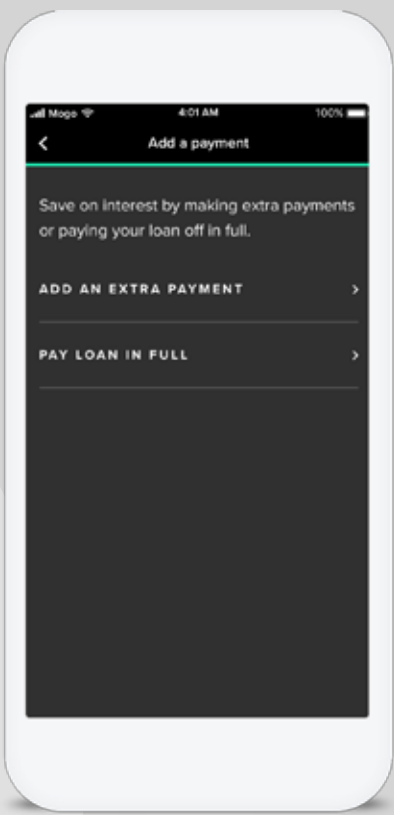 Mogo 4:01 AM 100%
Add a payment
Save on interest by making extra payments
or paying your loan off in full.
ADD AN EXTRA PAYMENT
PAY LOAN IN FULL